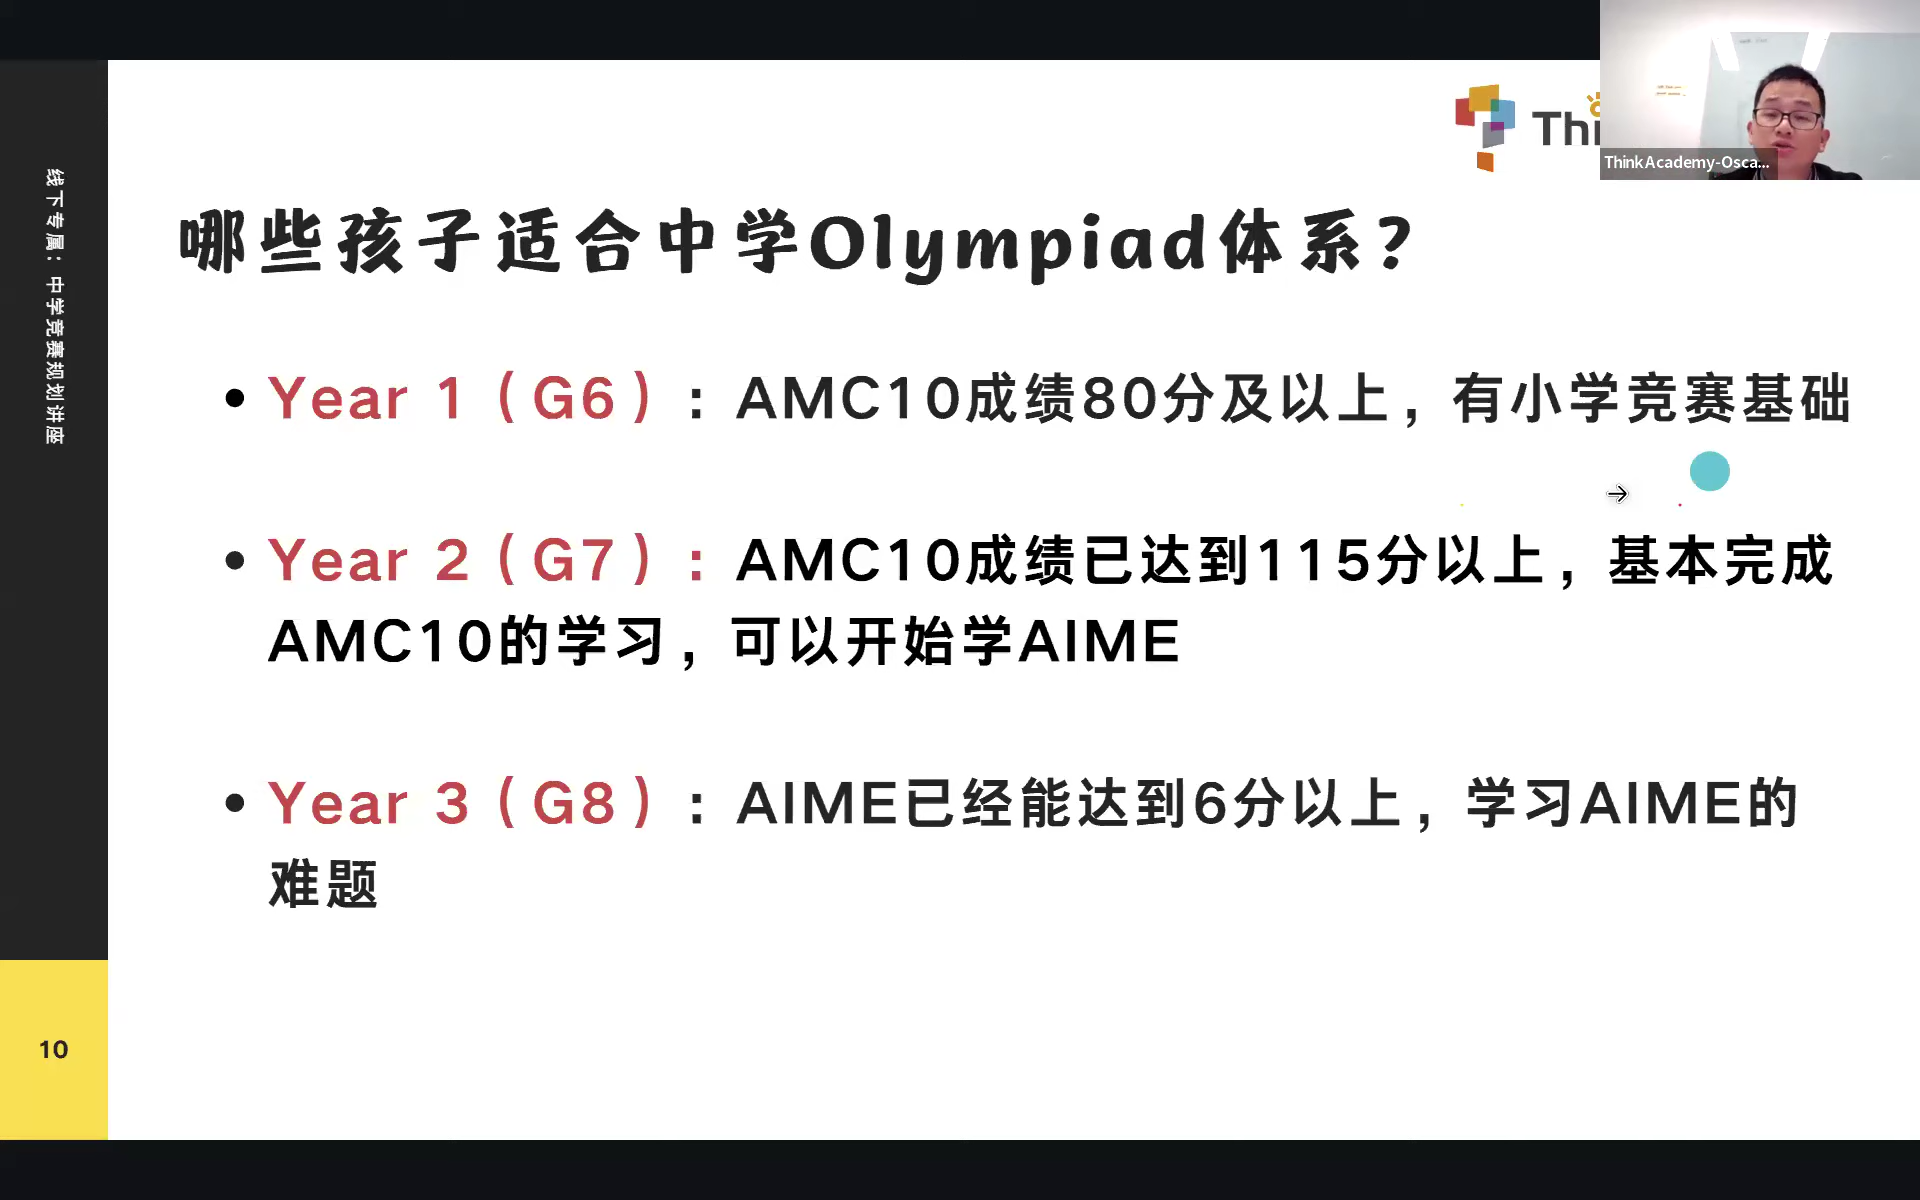 Thi
ThinkAcademy-Osca...
线下专属：中学竞赛规划讲座
哪些孩子适合中学Olympiad体系？
Year 1（G6）：AMC10成绩80分及以上，有小学竞赛基础
Year 2（G7）：AMC10成绩已达到115分以上，基本完成
AMC10的学习，可以开始学AIME
Year 3（G8）：AIME已经能达到6分以上，学习AIME的
难题
10